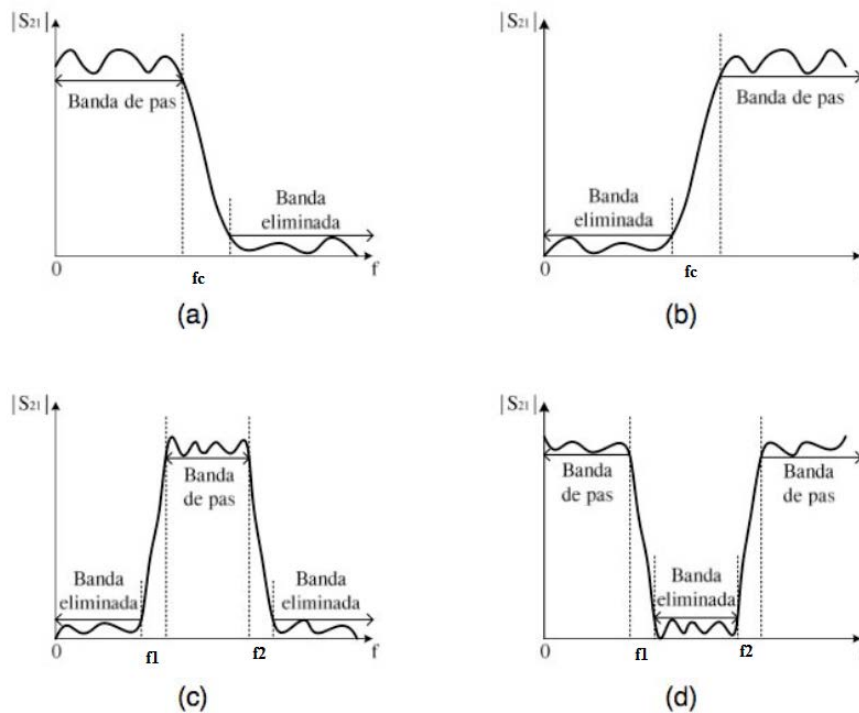 |S21|
Banda de pas
Banda
eliminada
0
fc
f
(a)
|S21|
Banda de pas
Banda
eliminada
0
fc
(b)
|S21|
Banda
de pas
Banda
eliminada
Banda
eliminada
0
f1
f2
f
(c)
|S21|
Banda
de pas
Banda
de pas
Banda
eliminada
0
f1
f2
(d)